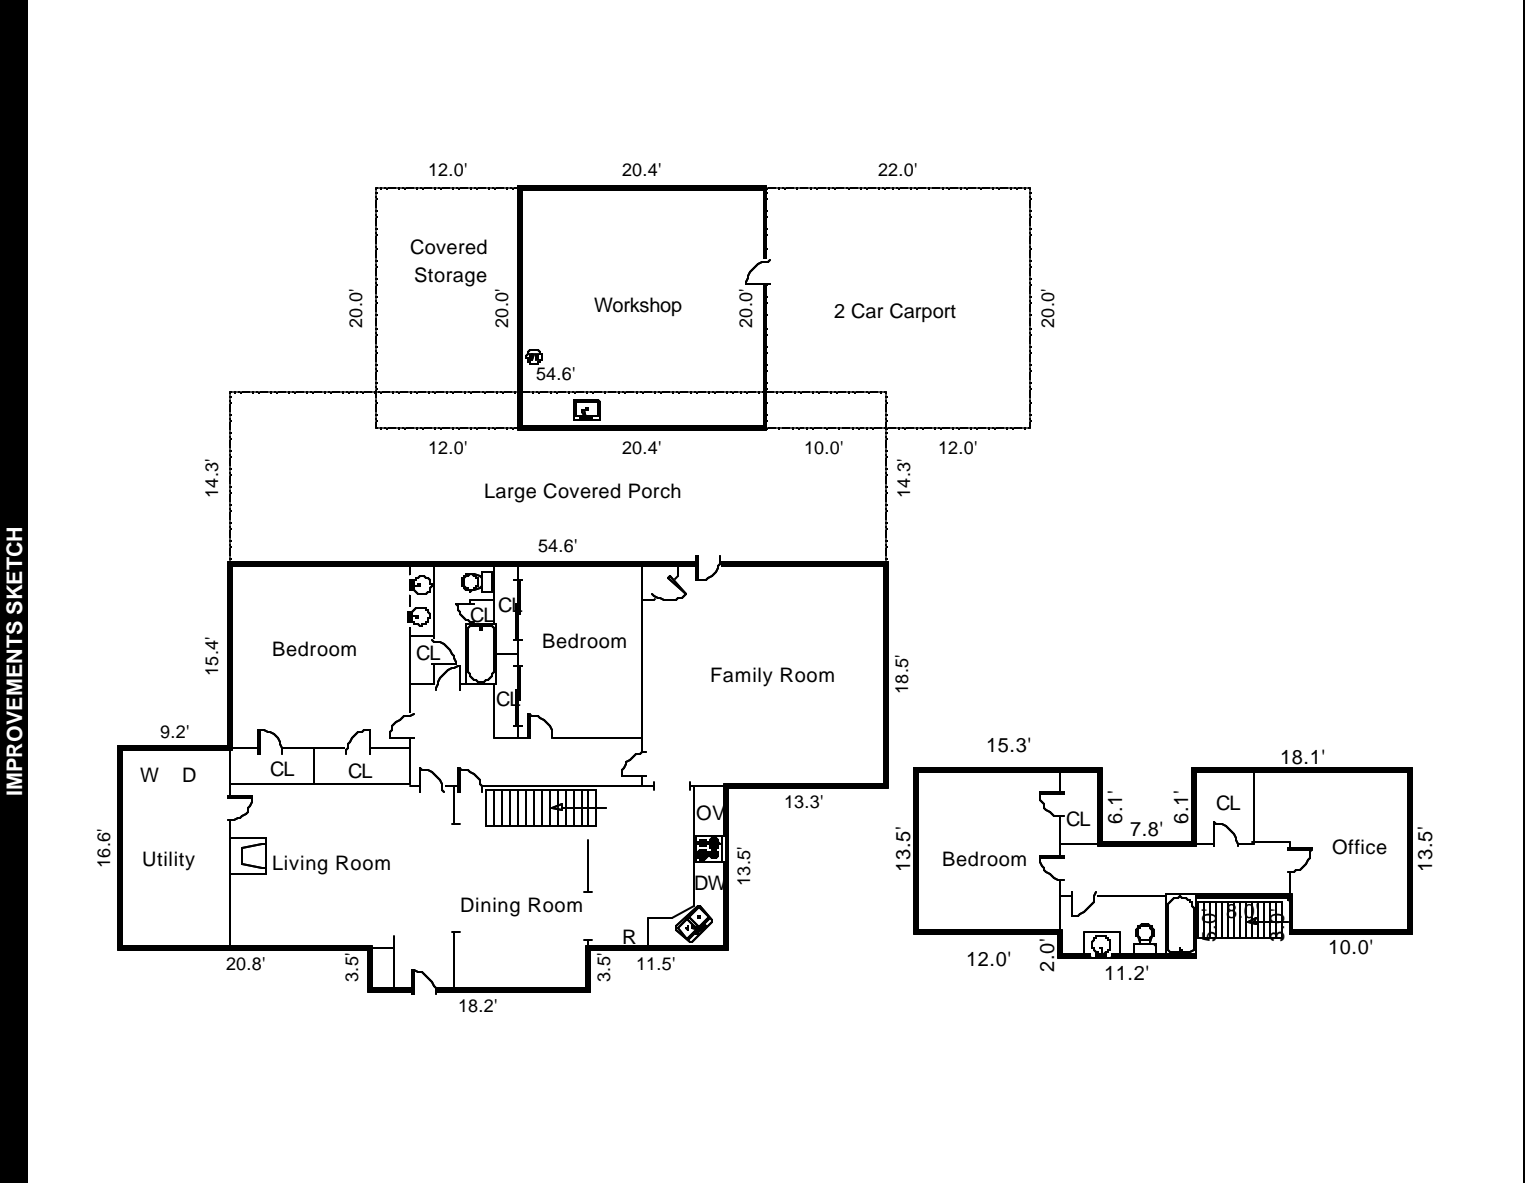 IMPROVEMENTS SKETCH
12.0'
20.4'
22.0'
Covered
Storage
20.0'
20.0'
Workshop
20.0'
2 Car Carport
20.0'
54.6'
12.0'
20.4'
10.0'
12.0'
14.3'
Large Covered Porch
14.3'
54.6'
CL
CL
Bedroom
CL
Bedroom
15.4'
Family Room
18.5'
CL
9.2'
W D
CL
CL
13.3'
OV
16.6'
Utility
Living Room
DW
13.5'
Dining Room
R
20.8'
3.5'
3.5'
11.5'
18.2'
15.3'
18.1'
CL
6.1'
7.8'
6.1'
CL
13.5'
Bedroom
Office
13.5'
8.0'
12.0'
2.0'
11.2'
10.0'